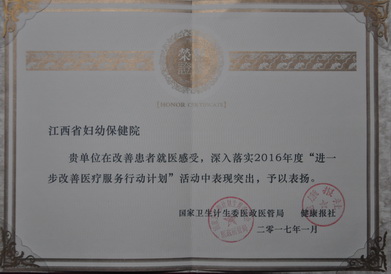 荣誉
HONOR CERTIFICATE
江西省妇幼保健院
贵单位在改善患者就医感受，深入落实2016年度“进一
步改善医疗服务行动计划”活动中表现突出，予以表扬。
国家卫生计生委医政医管局 健康报社
二〇一七年一月